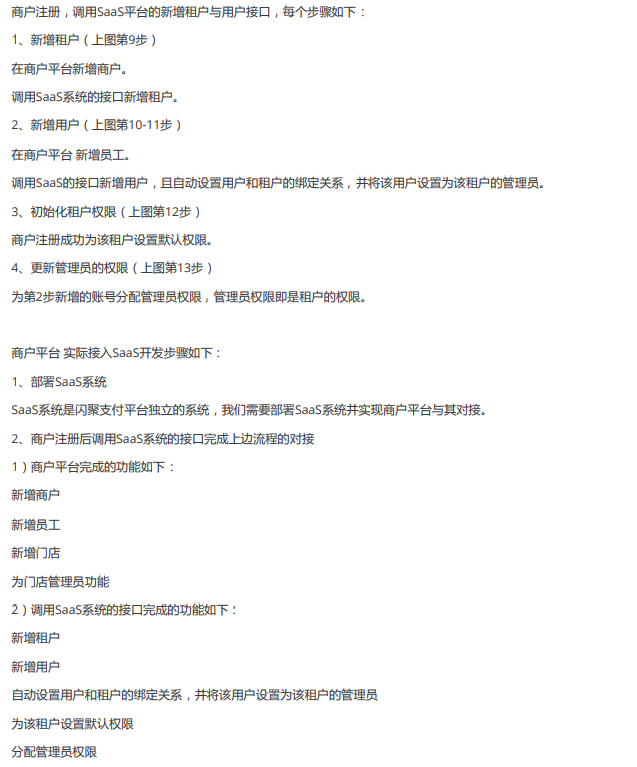 商户注册，调用SaaS平台的新增租户与用户接口，每个步骤如下：
1、新增租户（上图第9步）
在商户平台新增商户。
调用SaaS系统的接口新增租户。
2、新增用户（上图第10-11步）
在商户平台 新增员工。
调用SaaS的接口新增用户，且自动设置用户和租户的绑定关系，并将该用户设置为该租户的管理员。
3、初始化租户权限（上图第12步）
商户注册成功为该租户设置默认权限。
4、更新管理员的权限（上图第13步）
为第2步新增的账号分配管理员权限，管理员权限即是租户的权限。
商户平台 实际接入SaaS开发步骤如下：
1、部署SaaS系统
SaaS系统是闪聚支付平台独立的系统，我们需要部署SaaS系统并实现商户平台与其对接。
2、商户注册后调用SaaS系统的接口完成上边流程的对接
1）商户平台完成的功能如下：
新增商户
新增员工
新增门店
为门店管理员功能
2）调用SaaS系统的接口完成的功能如下：
新增租户
新增用户
自动设置用户和租户的绑定关系，并将该用户设置为该租户的管理员
为该租户设置默认权限
分配管理员权限